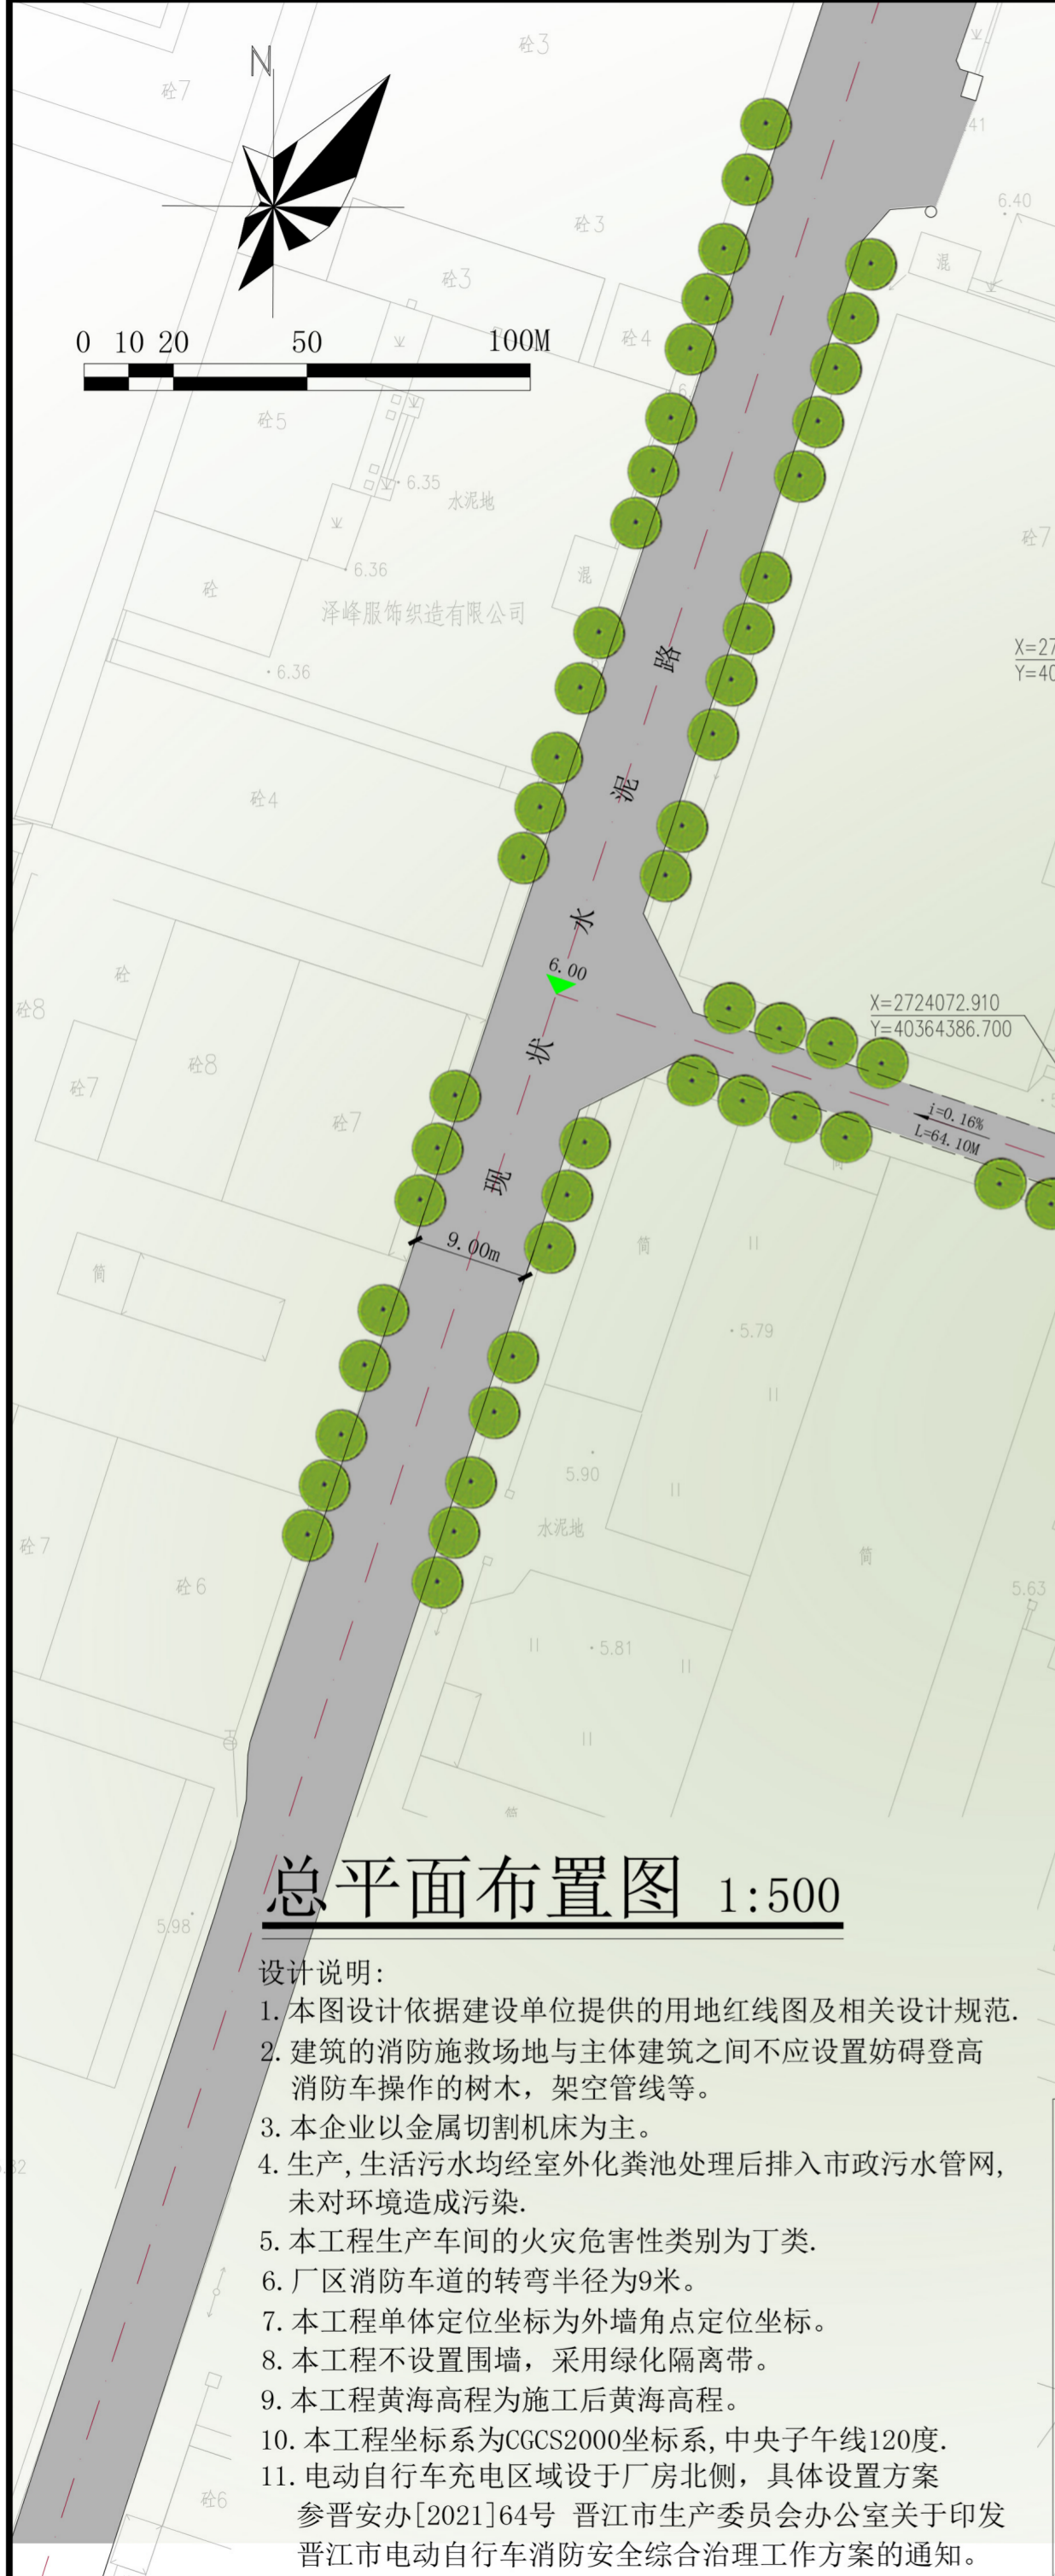 N
砼3
砼7
41
6.40
砼3
砼3
混
0 10 20 50 100M
砼4
砼5
6.35
水泥地
砼7
6.36
混
砼
泽峰服饰织造有限公司
路
X=27
Y=40
6.36
泥
砼4
水
砼
6.00
X=2724072.910
Y=40364386.700
砼8
状
砼8
砼7
i=0.16%
L=64.10M
砼7
现
9.00m
简
简
5.79
5.90
水泥地
砼7
简
砼6
5.63
5.81
总平面布置图 1:500
5.98
设计说明:
1. 本图设计依据建设单位提供的用地红线图及相关设计规范.
2. 建筑的消防施救场地与主体建筑之间不应设置妨碍登高
消防车操作的树木，架空管线等。
3. 本企业以金属切割机床为主。
4. 生产, 生活污水均经室外化粪池处理后排入市政污水管网,
未对环境造成污染.
5. 本工程生产车间的火灾危害性类别为丁类.
6. 厂区消防车道的转弯半径为9米。
7. 本工程单体定位坐标为外墙角点定位坐标。
8. 本工程不设置围墙，采用绿化隔离带。
9. 本工程黄海高程为施工后黄海高程。
10. 本工程坐标系为CGCS2000坐标系, 中央子午线120度.
11. 电动自行车充电区域设于厂房北侧，具体设置方案
参晋安办[2021]64号 晋江市生产委员会办公室关于印发
晋江市电动自行车消防安全综合治理工作方案的通知。
砼6